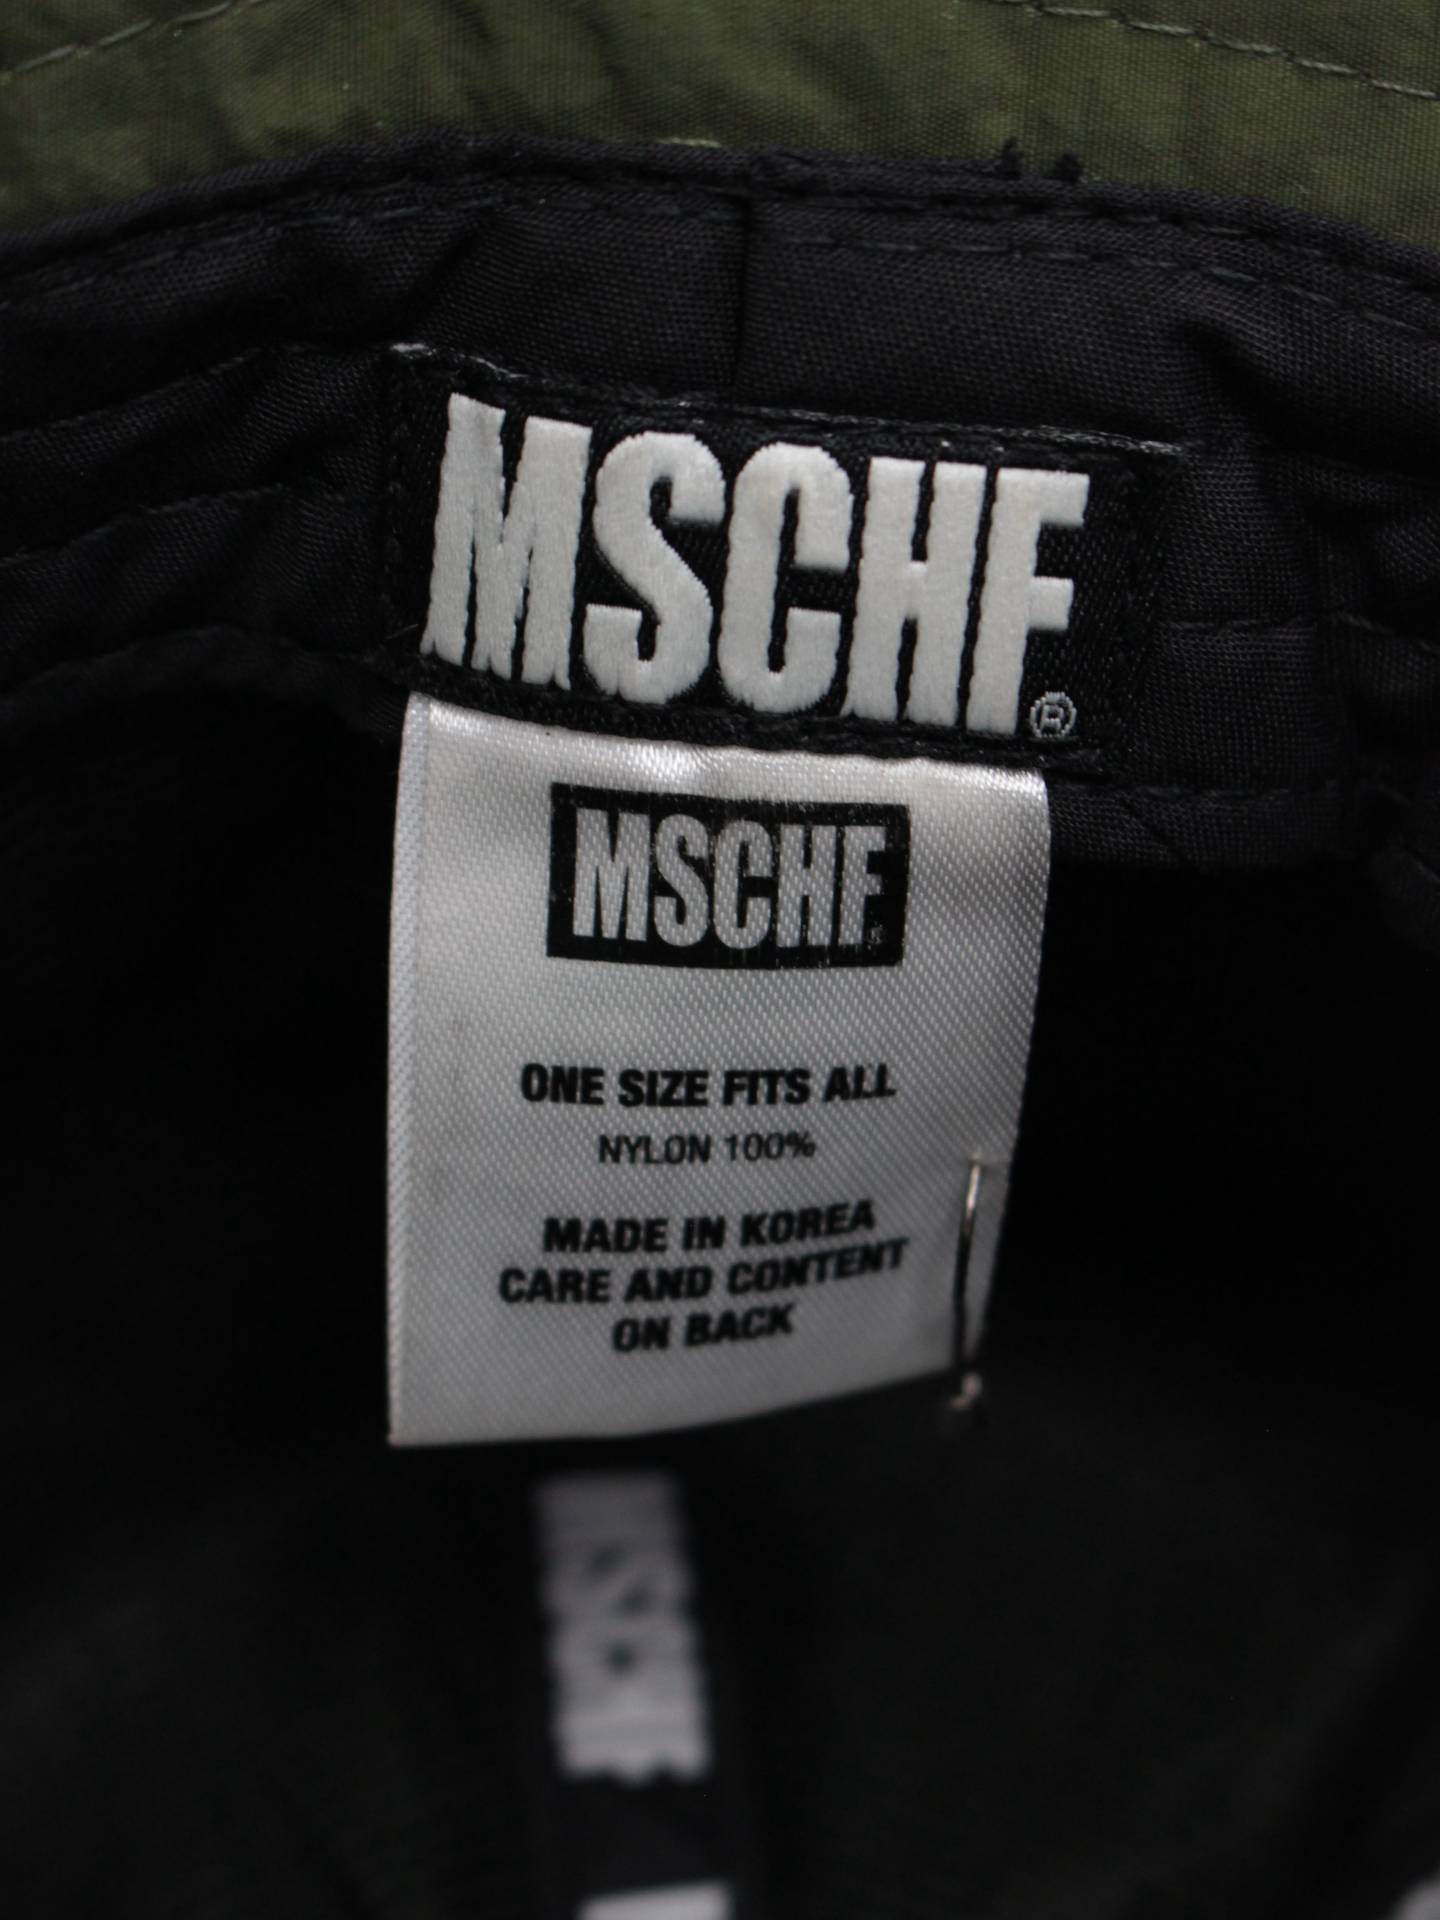 MSCHF®
MSCHF
ONE SIZE FITS ALL
NYLON 100%
MADE IN KOREA
CARE AND CONTENT
ON BACK